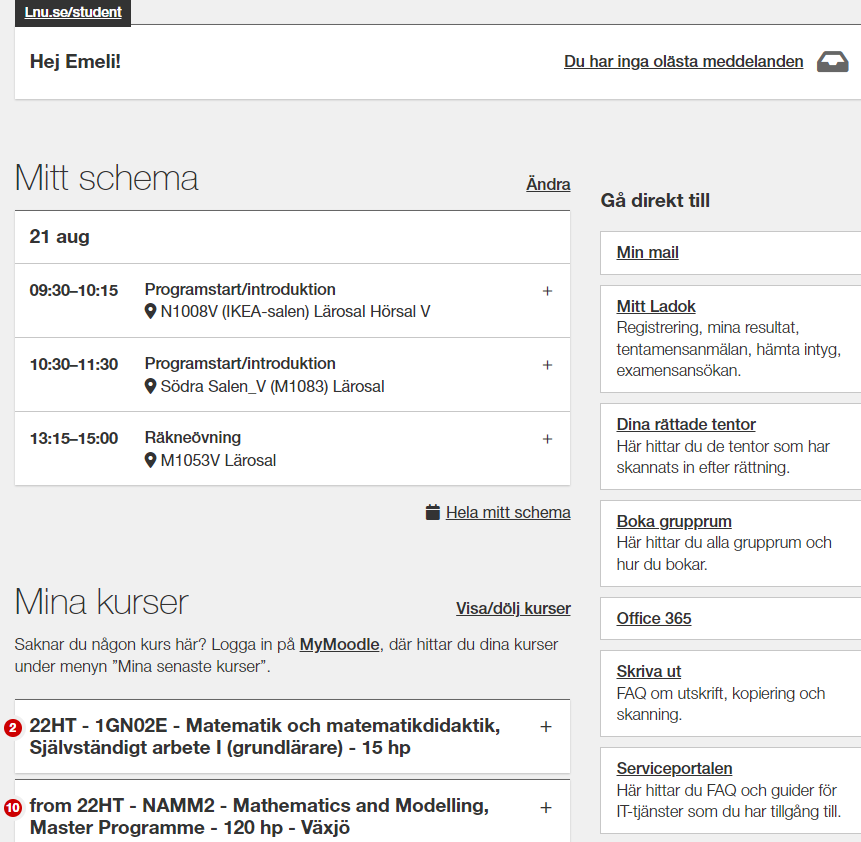 Lnu.se/student
Hej Emeli!
Du har inga olästa meddelanden
Mitt schema
Ändra
21 aug
09:30–10:15
Programstart/introduktion
N1008V (IKEA-salen) Lärosal Hörsal V
+
10:30–11:30
Programstart/introduktion
Södra Salen_V (M1083) Lärosal
+
13:15–15:00
Räkneövning
M1053V Lärosal
+
Hela mitt schema
Mina kurser
Visa/dölj kurser
Saknar du någon kurs här? Logga in på MyMoodle, där hittar du dina kurser
under menyn ”Mina senaste kurser”.
2
22HT - 1GN02E - Matematik och matematikdidaktik,
Självständigt arbete I (grundlärare) - 15 hp
+
10
from 22HT - NAMM2 - Mathematics and Modelling,
Master Programme - 120 hp - Växjö
+
Gå direkt till
Min mail
Mitt Ladok
Registrering, mina resultat,
tentamensanmälan, hämta intyg,
examensansökan.
Dina rättade tentor
Här hittar du de tentor som har
skannats in efter rättning.
Boka grupprum
Här hittar du alla grupprum och
hur du bokar.
Office 365
Skriva ut
FAQ om utskrift, kopiering och
skanning.
Serviceportalen
Här hittar du FAQ och guider för
IT-tjänster som du har tillgång till.